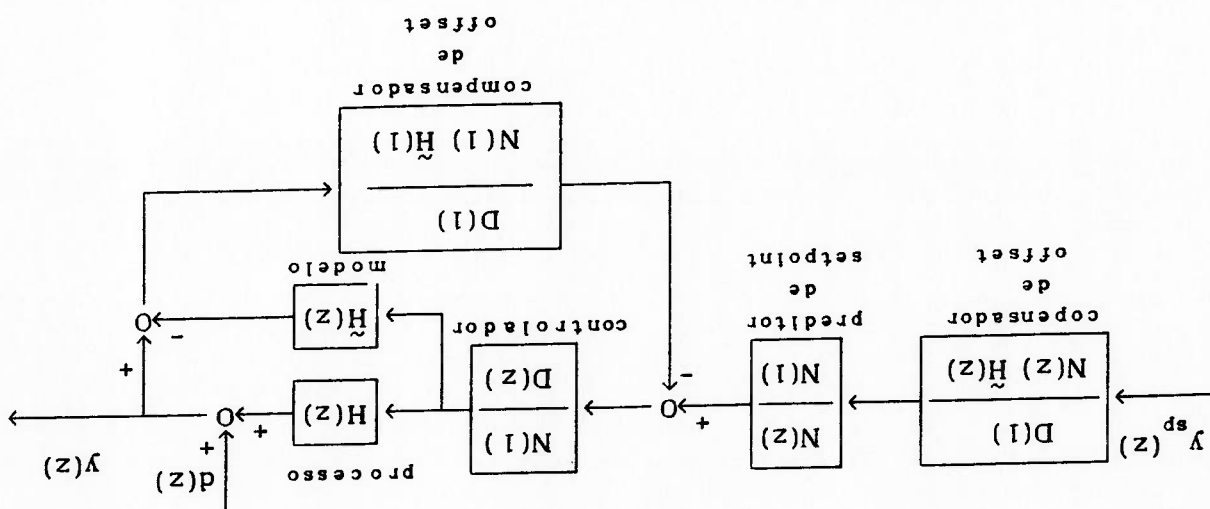 y_sp(z)
D(1)
N(z) H̃(z)
copensador
de
offset
N(z)
N(1)
preditor
de
setpoint
+
-
N(1)
D(z)
controlador
processo
H(z)
H̃(z)
modelo
d(z)
+
+
y(z)
+
-
D(1)
N(1) H̃(1)
compensador
de
offset